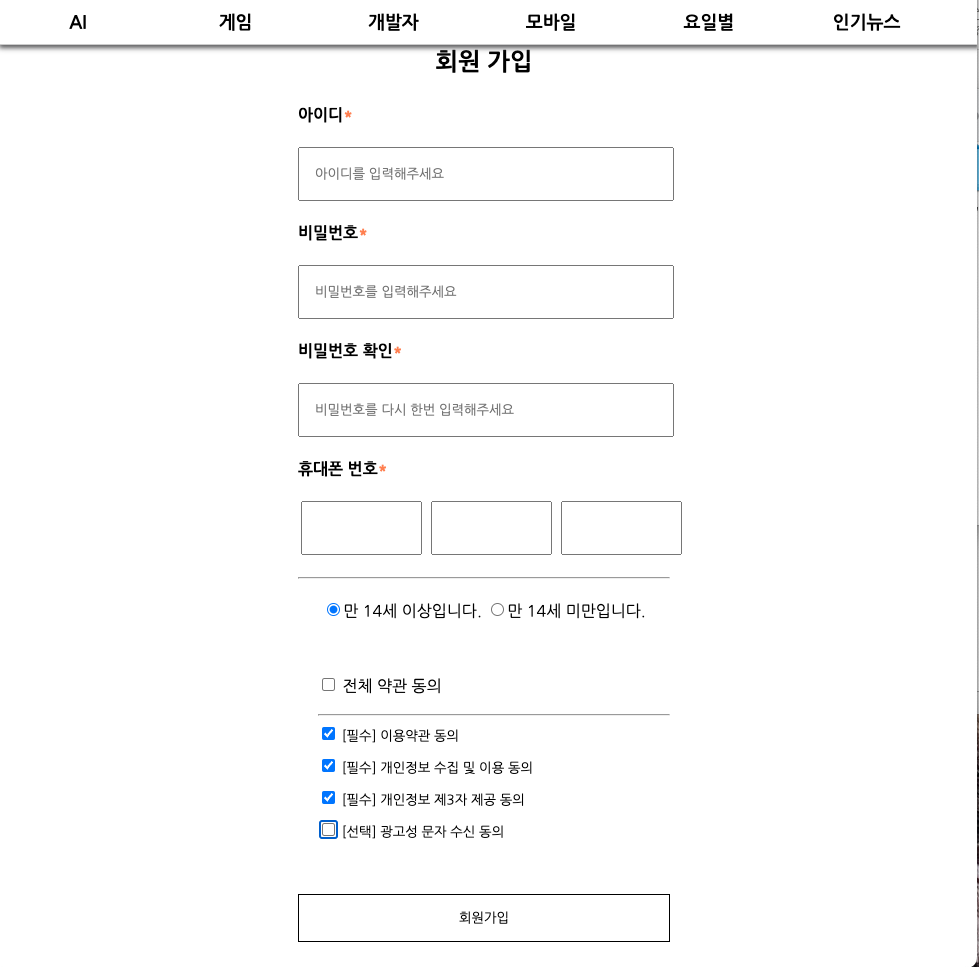 AI 게임 개발자 모바일 요일별 인기뉴스
회원 가입
아이디*
아이디를 입력해주세요
비밀번호*
비밀번호를 입력해주세요
비밀번호 확인*
비밀번호를 다시 한번 입력해주세요
휴대폰 번호*
만 14세 이상입니다. 만 14세 미만입니다.
전체 약관 동의
[필수] 이용약관 동의
[필수] 개인정보 수집 및 이용 동의
[필수] 개인정보 제3자 제공 동의
[선택] 광고성 문자 수신 동의
회원가입